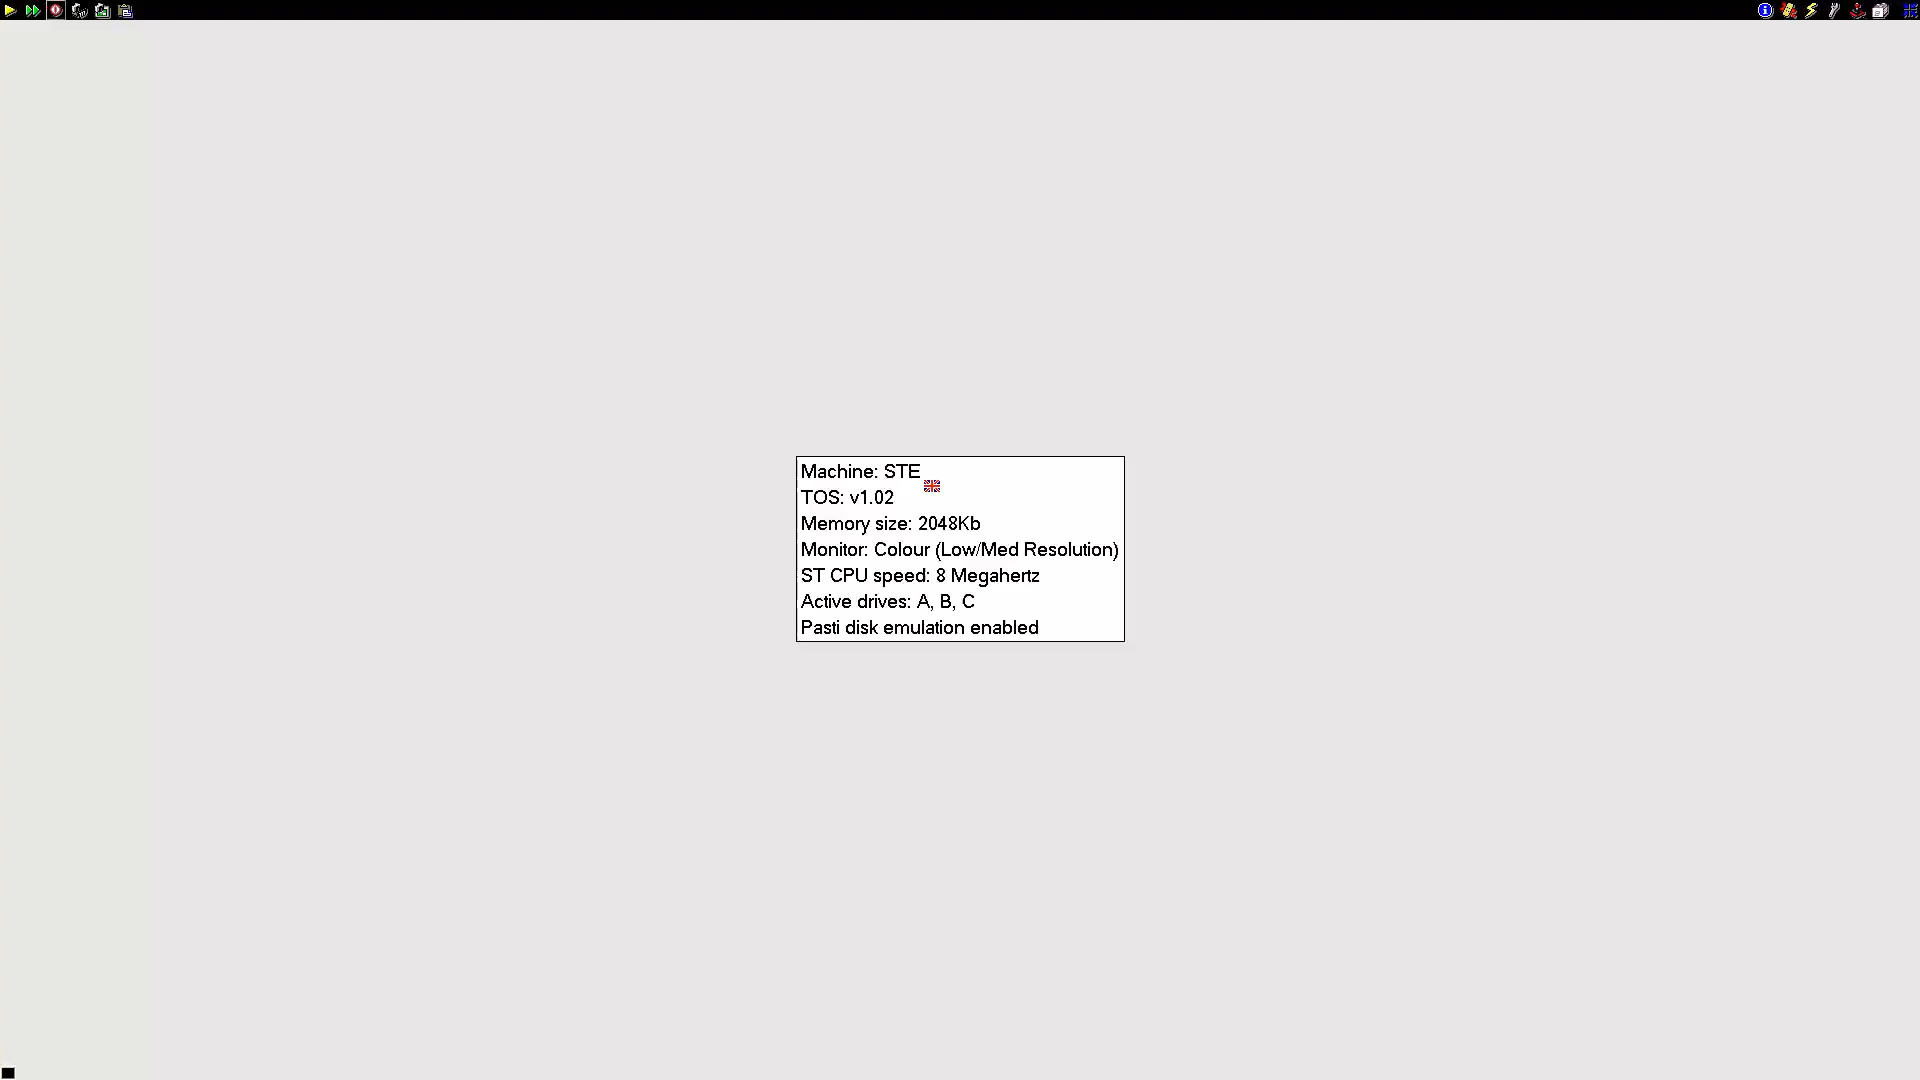 Machine: STE
TOS: v1.02
Memory size: 2048Kb
Monitor: Colour (Low/Med Resolution)
ST CPU speed: 8 Megahertz
Active drives: A, B, C
Pasti disk emulation enabled